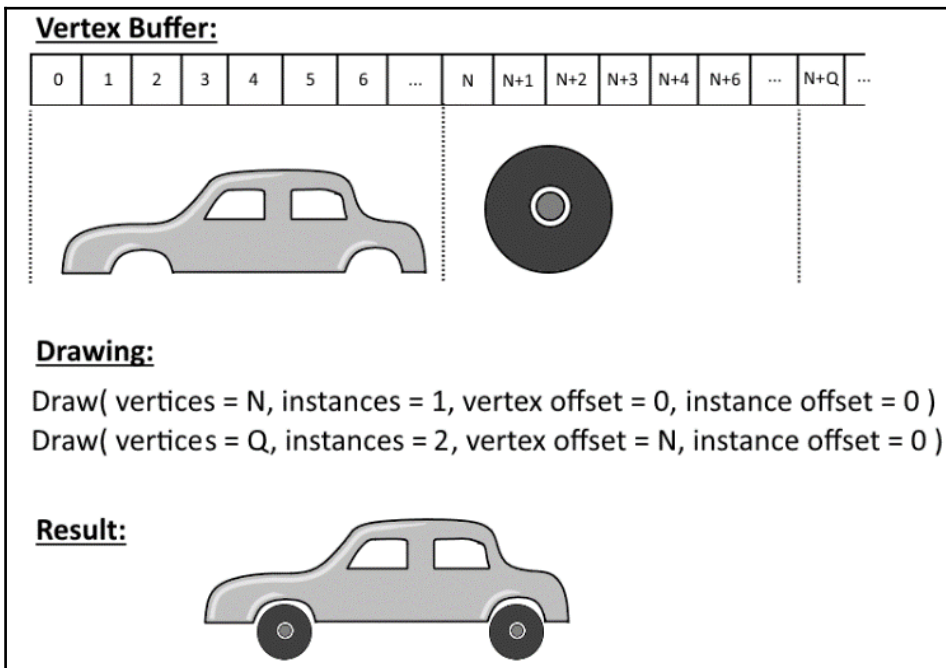 Vertex Buffer:
0 1 2 3 4 5 6 ... N N+1 N+2 N+3 N+4 N+6 ... N+Q ...
Drawing:
Draw( vertices = N, instances = 1, vertex offset = 0, instance offset = 0 )
Draw( vertices = Q, instances = 2, vertex offset = N, instance offset = 0 )
Result: